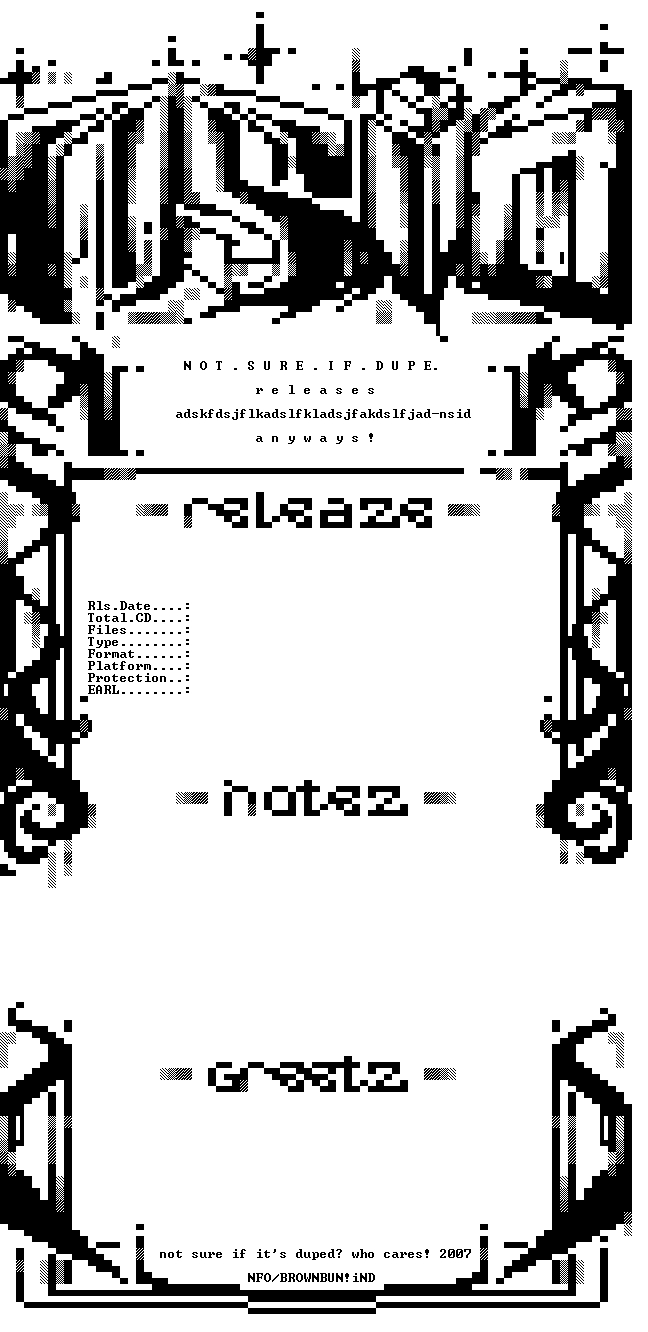 nsid
N O T . S U R E . I F . D U P E.
r e l e a s e s
adskfdsjflkadslfkladsjfakdslfjad-nsid
a n y w a y s !
releaze
Rls.Date....:
Total.CD....:
Files.......:
Type........:
Format......:
Platform....:
Protection..:
EARL........:
notez
Greetz
not sure if it's duped? who cares! 2007
NFO/BROWNBUN!iND